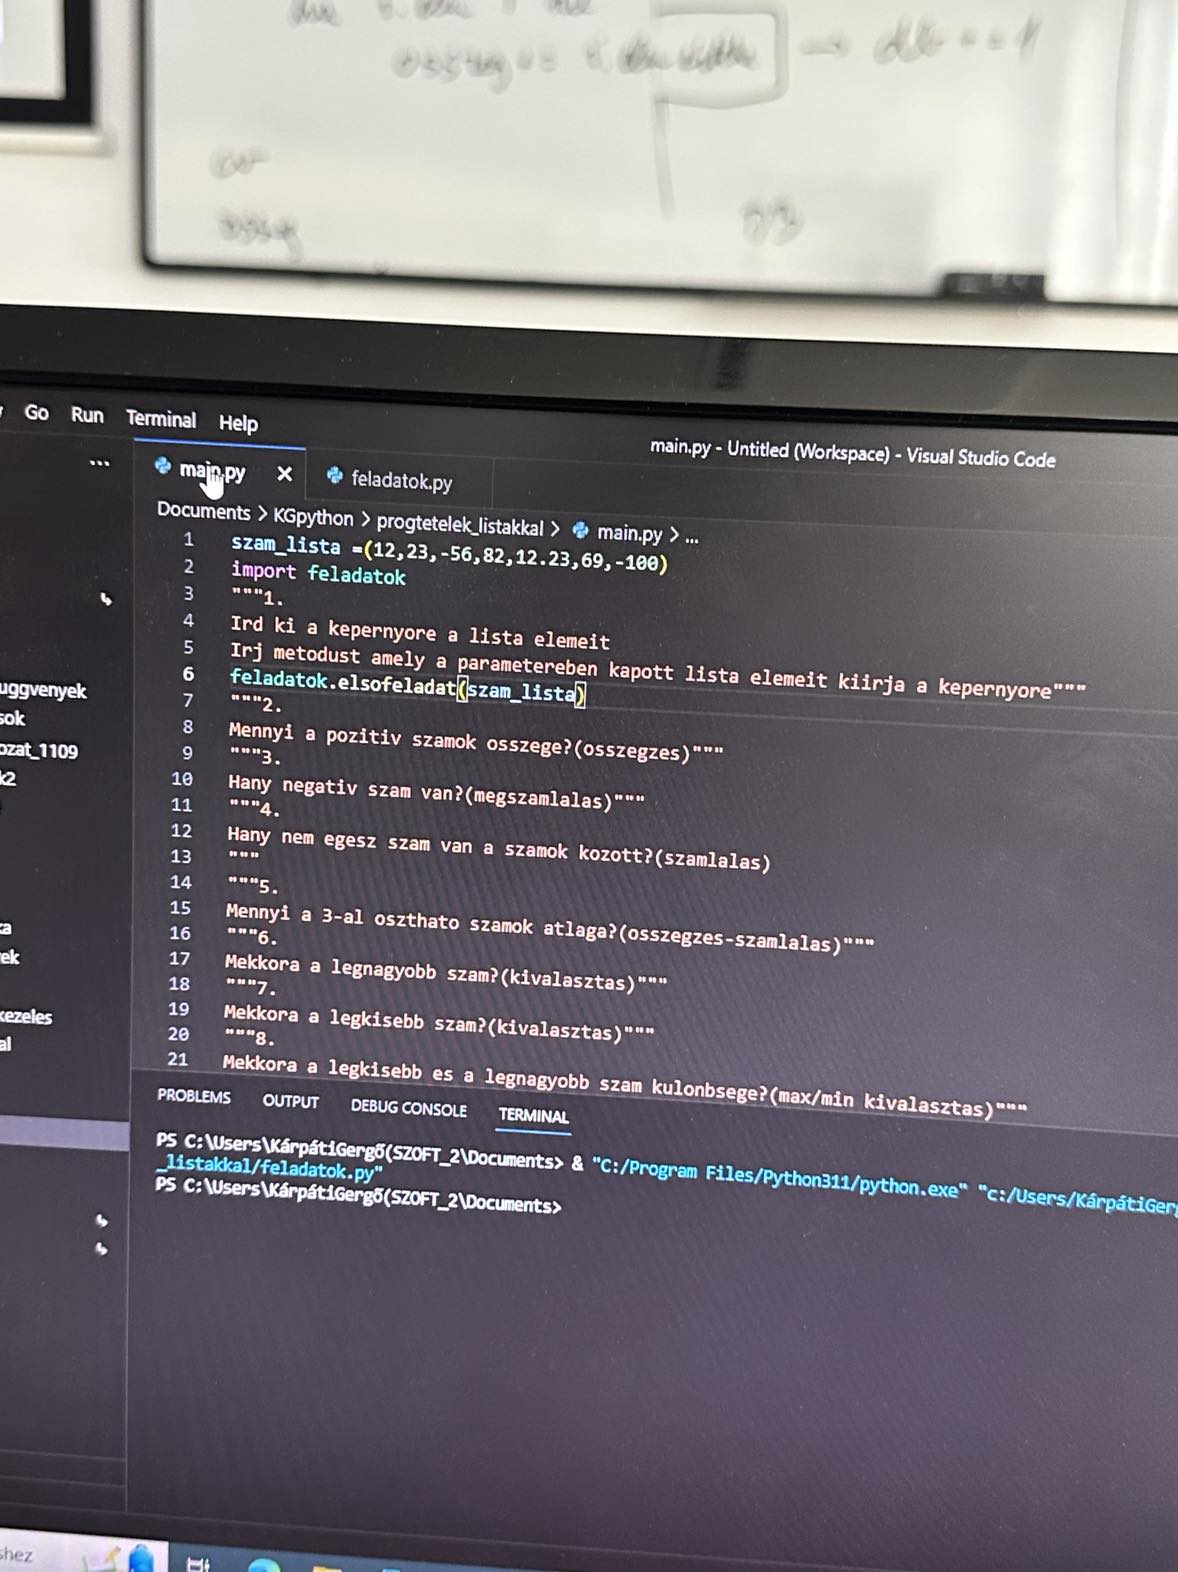 Go Run Terminal Help
main.py - Untitled (Workspace) - Visual Studio Code
... main.py × feladatok.py
Documents > KGpython > progtetelek_listakkal > main.py > ...
1 szam_lista =(12,23,-56,82,12.23,69,-100)
2 import feladatok
3 """1.
4 Ird ki a kepernyore a lista elemeit
5 Irj metodust amely a parametereben kapott lista elemeit kiirja a kepernyore"""
6 feladatok.elsofeladat(szam_lista)
7 """2.
8 Mennyi a pozitiv szamok osszege?(osszegzes)"""
9 """3.
10 Hany negativ szam van?(megszamlalas)"""
11 """4.
12 Hany nem egesz szam van a szamok kozott?(szamlalas)
13 """
14 """5.
15 Mennyi a 3-al oszthato szamok atlaga?(osszegzes-szamlalas)"""
16 """6.
17 Mekkora a legnagyobb szam?(kivalasztas)"""
18 """7.
19 Mekkora a legkisebb szam?(kivalasztas)"""
20 """8.
21 Mekkora a legkisebb es a legnagyobb szam kulonbsege?(max/min kivalasztas)"""
uggvenyek
sok
ozat_1109
k2
ka
ek
kezeles
al
PROBLEMS OUTPUT DEBUG CONSOLE TERMINAL
PS C:\Users\KárpátiGergő(SZOFT_2\Documents> & "C:/Program Files/Python311/python.exe" "c:/Users/KárpátiGerg
_listakkal/feladatok.py"
PS C:\Users\KárpátiGergő(SZOFT_2\Documents>
shez